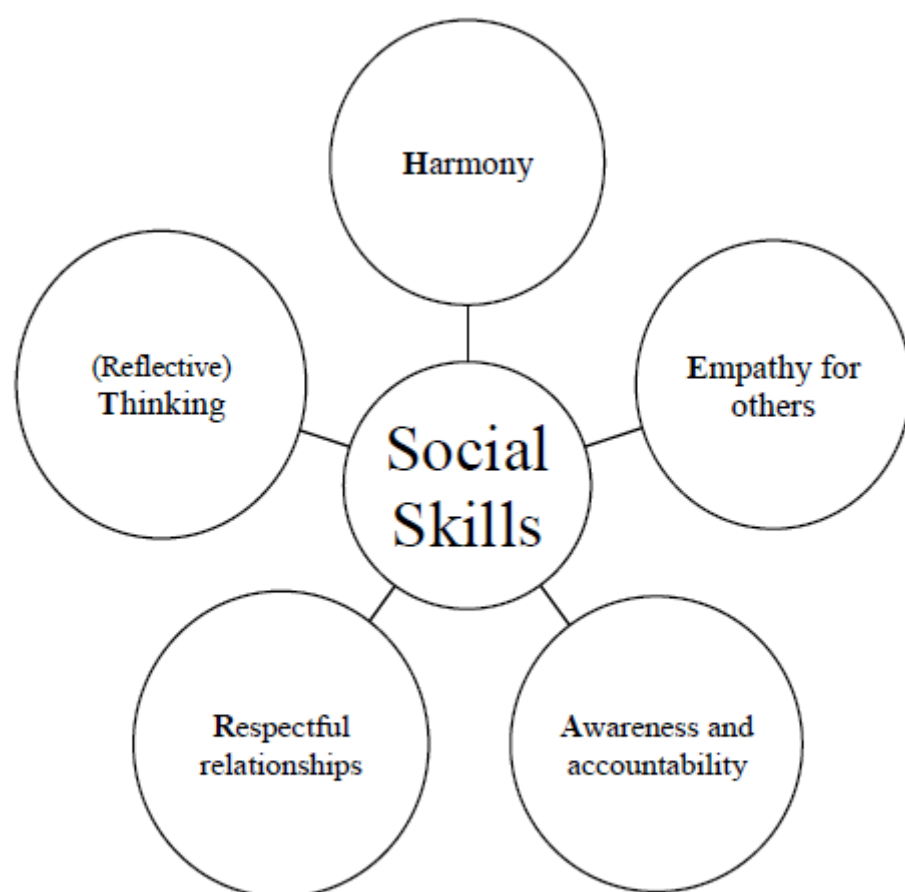 Harmony
Empathy for
others
Awareness and
accountability
Respectful
relationships
(Reflective)
Thinking
Social
Skills